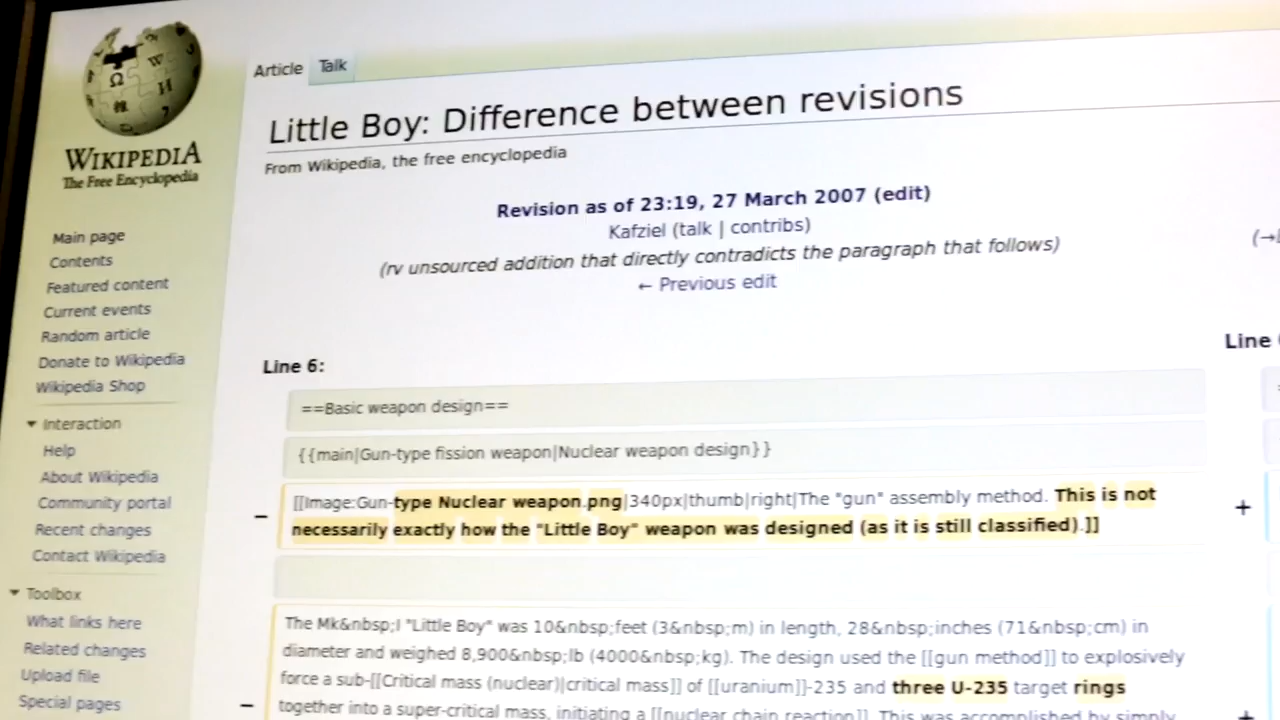 WIKIPEDIA
The Free Encyclopedia
Main page
Contents
Featured content
Current events
Random article
Donate to Wikipedia
Wikipedia Shop
Interaction
Help
About Wikipedia
Community portal
Recent changes
Contact Wikipedia
Toolbox
What links here
Related changes
Upload file
Special pages
Article Talk
Little Boy: Difference between revisions
From Wikipedia, the free encyclopedia
Revision as of 23:19, 27 March 2007 (edit)
Kafziel (talk | contribs)
(rv unsourced addition that directly contradicts the paragraph that follows)
← Previous edit
Line 6:
==Basic weapon design==
{{main|Gun-type fission weapon|Nuclear weapon design}}
− [[Image:Gun-type Nuclear weapon.png|340px|thumb|right|The "gun" assembly method. This is not
necessarily exactly how the "Little Boy" weapon was designed (as it is still classified).]]
The Mk&nbsp;I "Little Boy" was 10&nbsp;feet (3&nbsp;m) in length, 28&nbsp;inches (71&nbsp;cm) in
diameter and weighed 8,900&nbsp;lb (4000&nbsp;kg). The design used the [[gun method]] to explosively
force a sub-[[Critical mass (nuclear)|critical mass]] of [[uranium]]-235 and three U-235 target rings
− together into a super-critical mass, initiating a [[nuclear chain reaction]]. This was accomplished by simply
Line
+
+